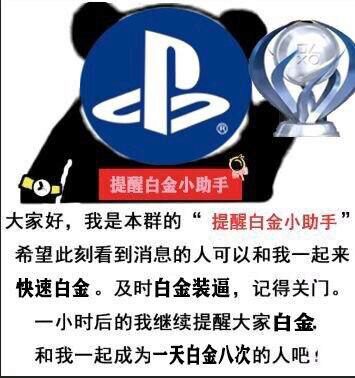 提醒白金小助手
大家好，我是本群的“提醒白金小助手”
希望此刻看到消息的人可以和我一起来
快速白金。及时白金装逼，记得关门。
一小时后的我继续提醒大家白金.
和我一起成为一天白金八次的人吧！